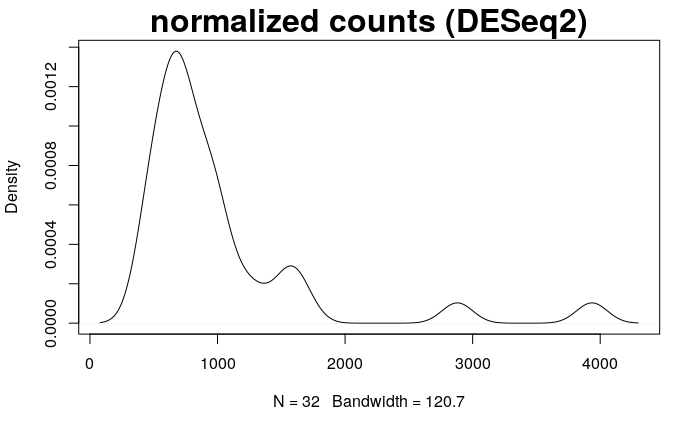 normalized counts (DESeq2)
Density
0.0012
0.0008
0.0004
0.0000
0 1000 2000 3000 4000
N = 32 Bandwidth = 120.7